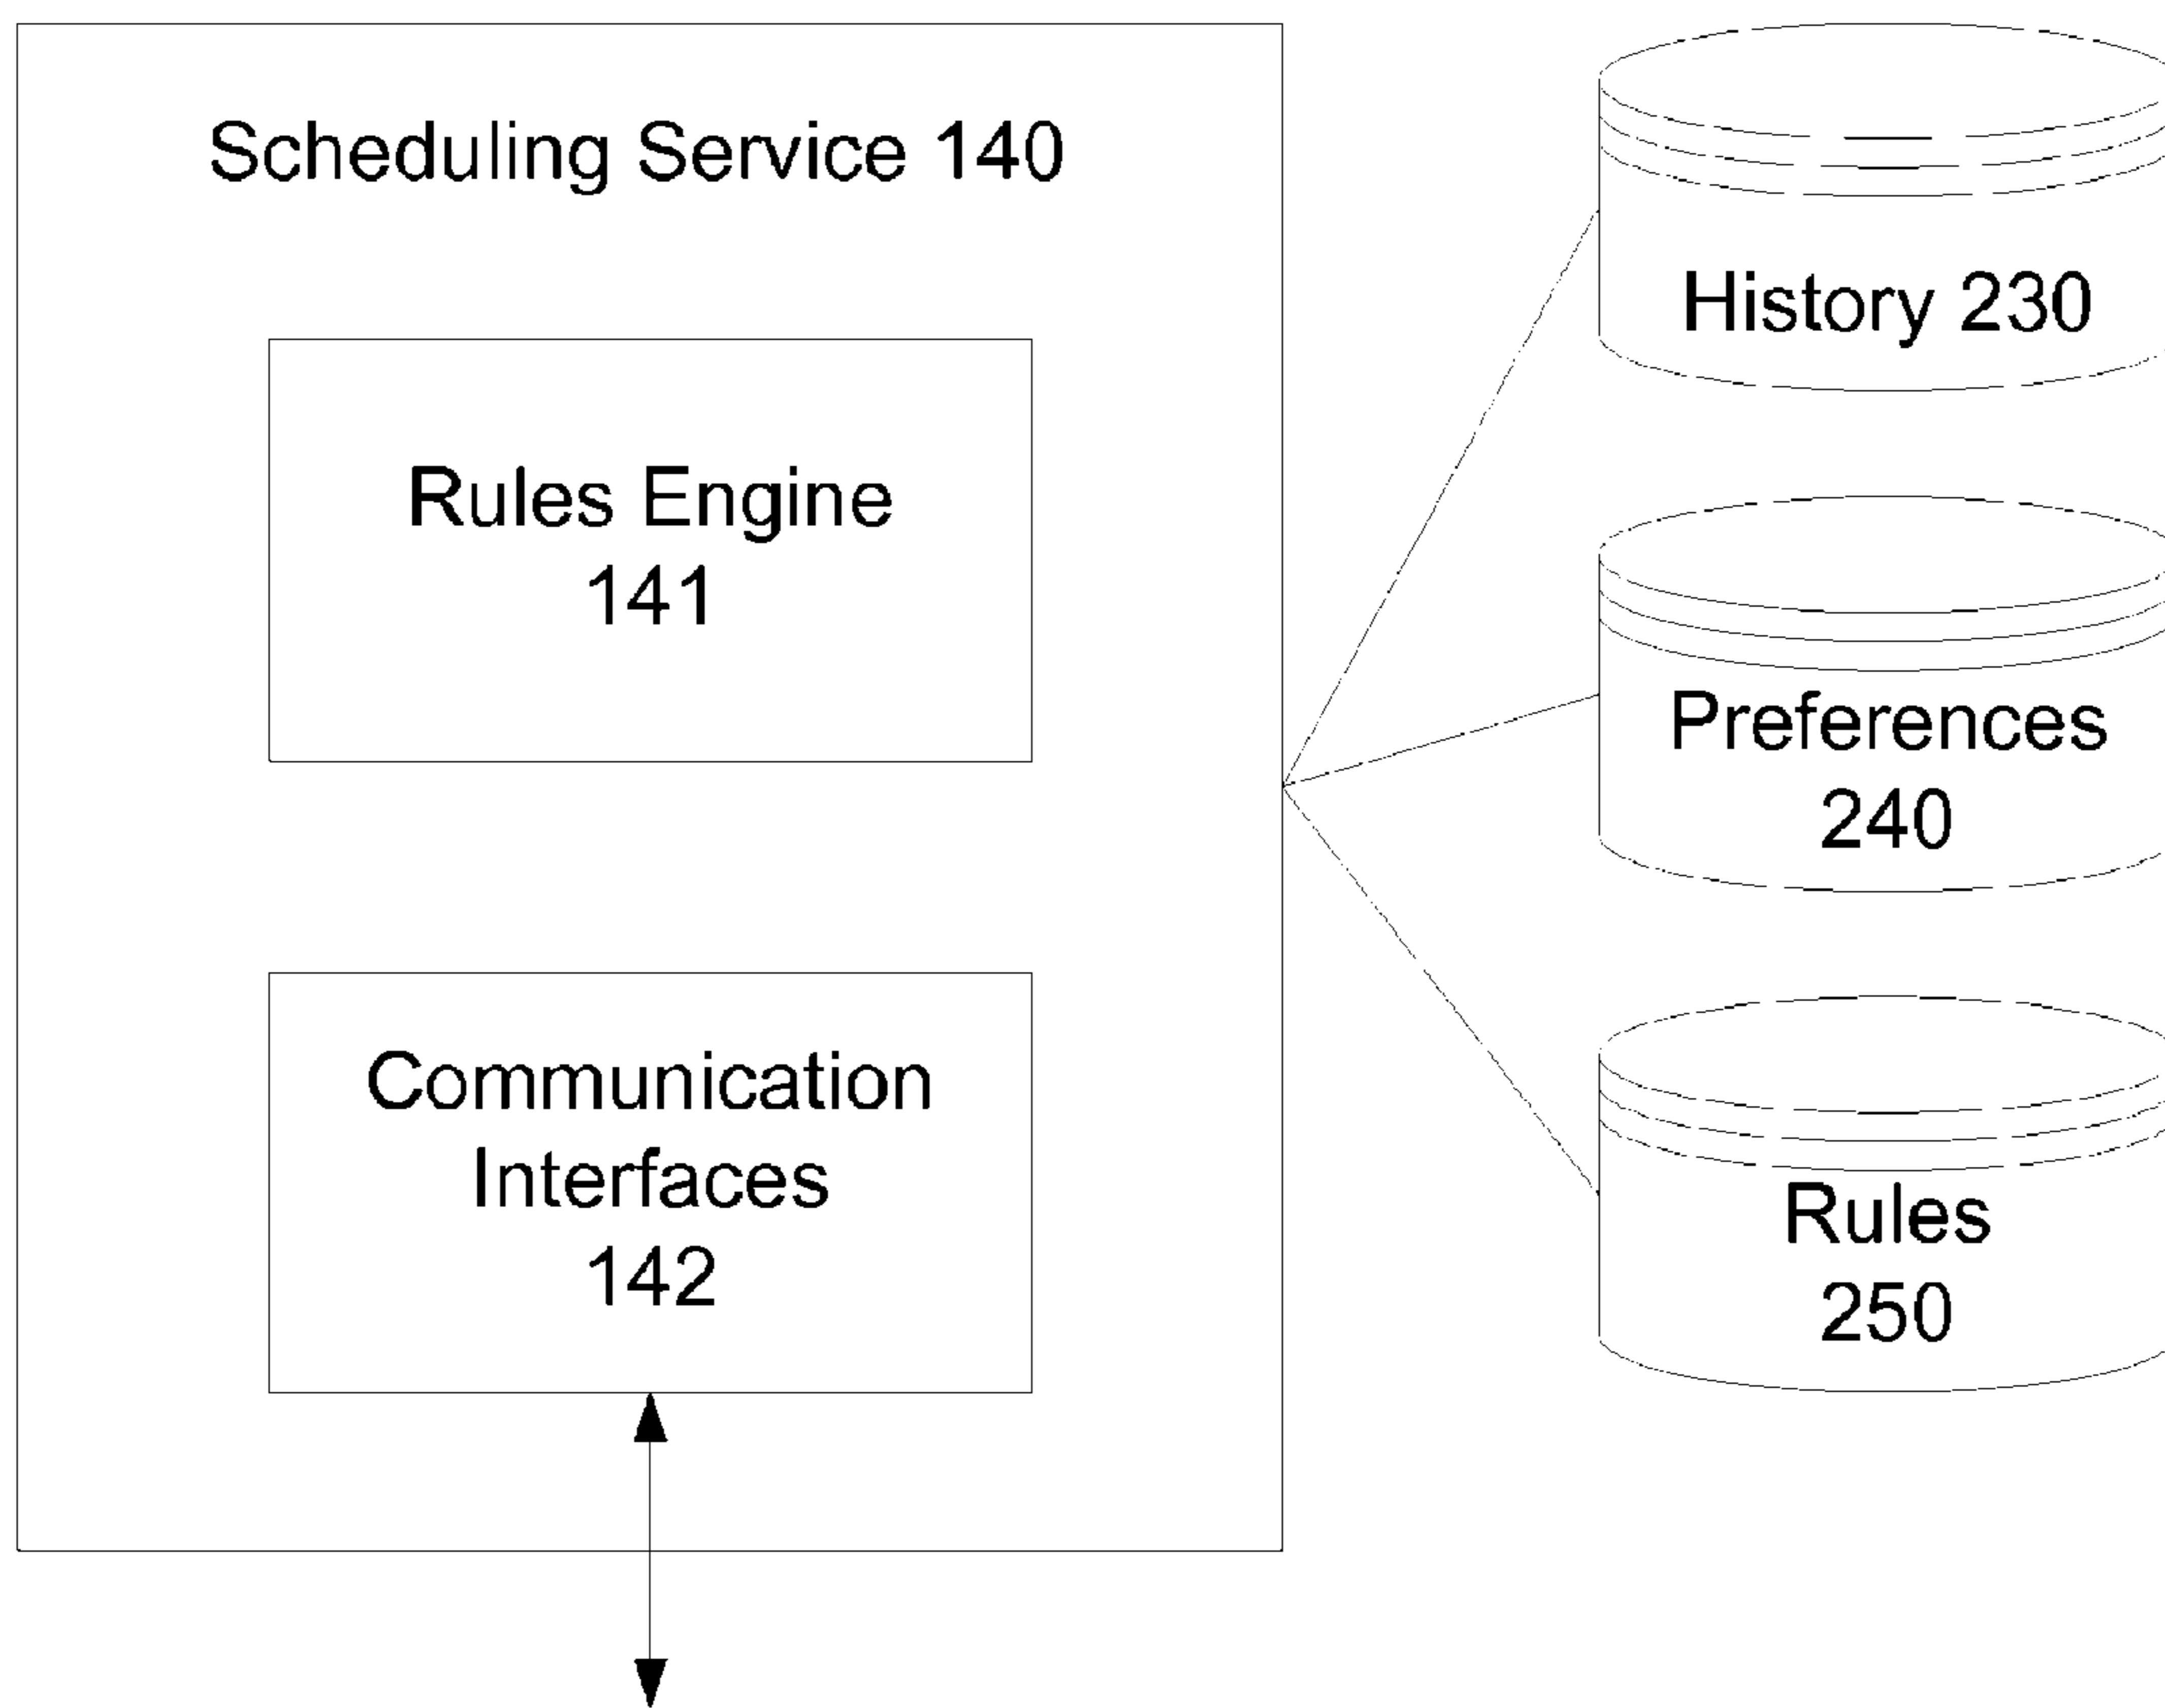 Scheduling Service 140
Rules Engine
141
Communication
Interfaces
142
History 230
Preferences
240
Rules
250